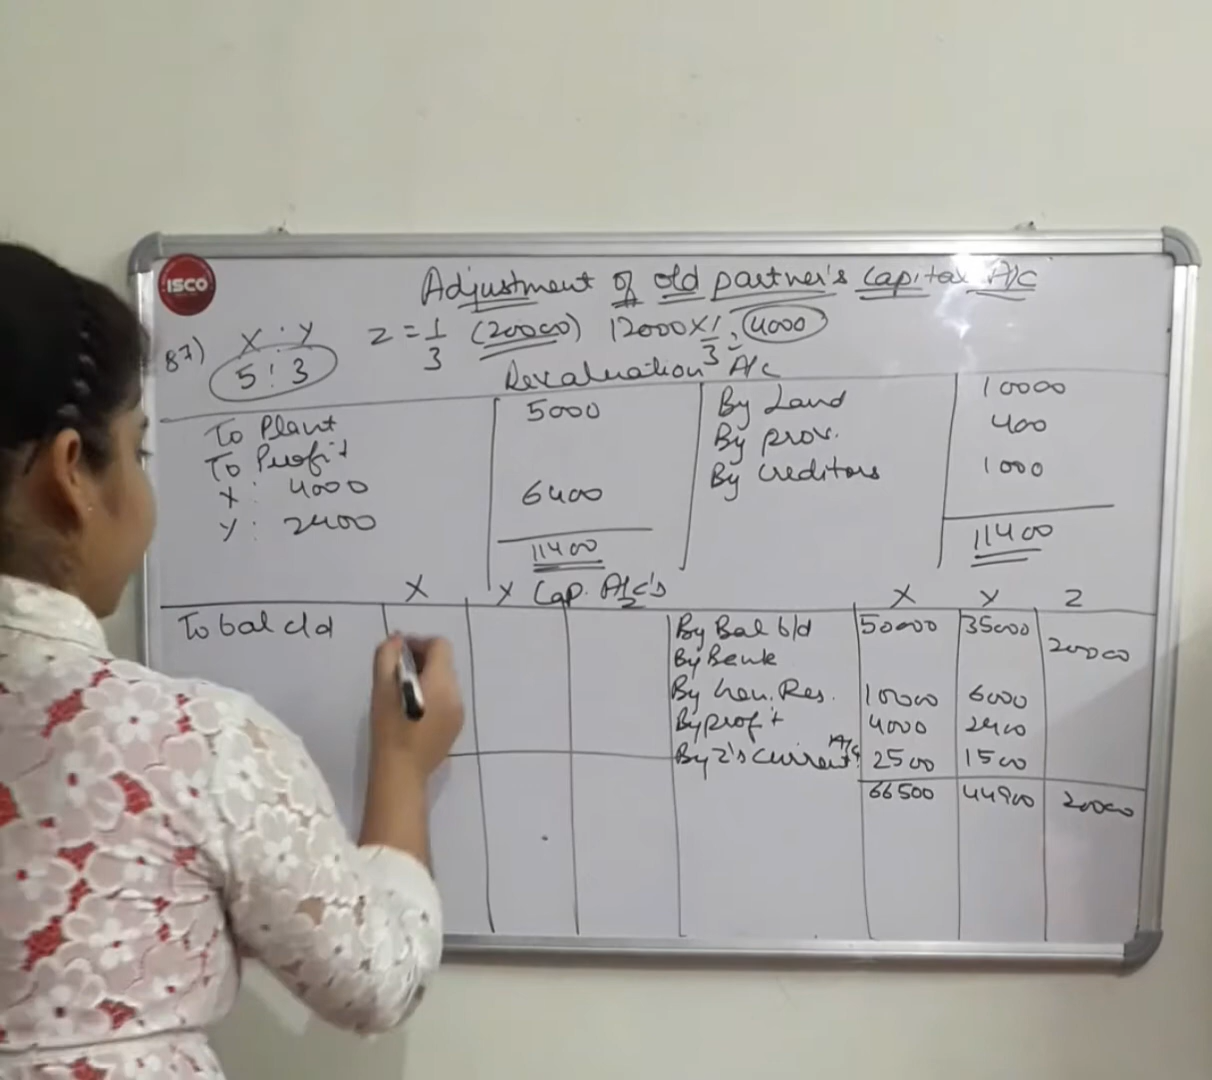 ISCO
Adjustment of old partner's Capital A/c
87) X : Y
5 : 3
Z = 1/3 (20000) 12000 X 1/3 = 4000
Revaluation A/c
To Plant 5000 By Land 10000
To Profit By prov. 400
X : 4000 6400 By Creditors 1000
Y : 2400
11400 11400
X Y Cap. A/c's X Y Z
To bal c/d By Bal b/d 50000 35000
By Bank 20000
By Gen. Res. 10000 6000
By profit 4000 2400
By Z's Current A/c 2500 1500
66500 44900 20000